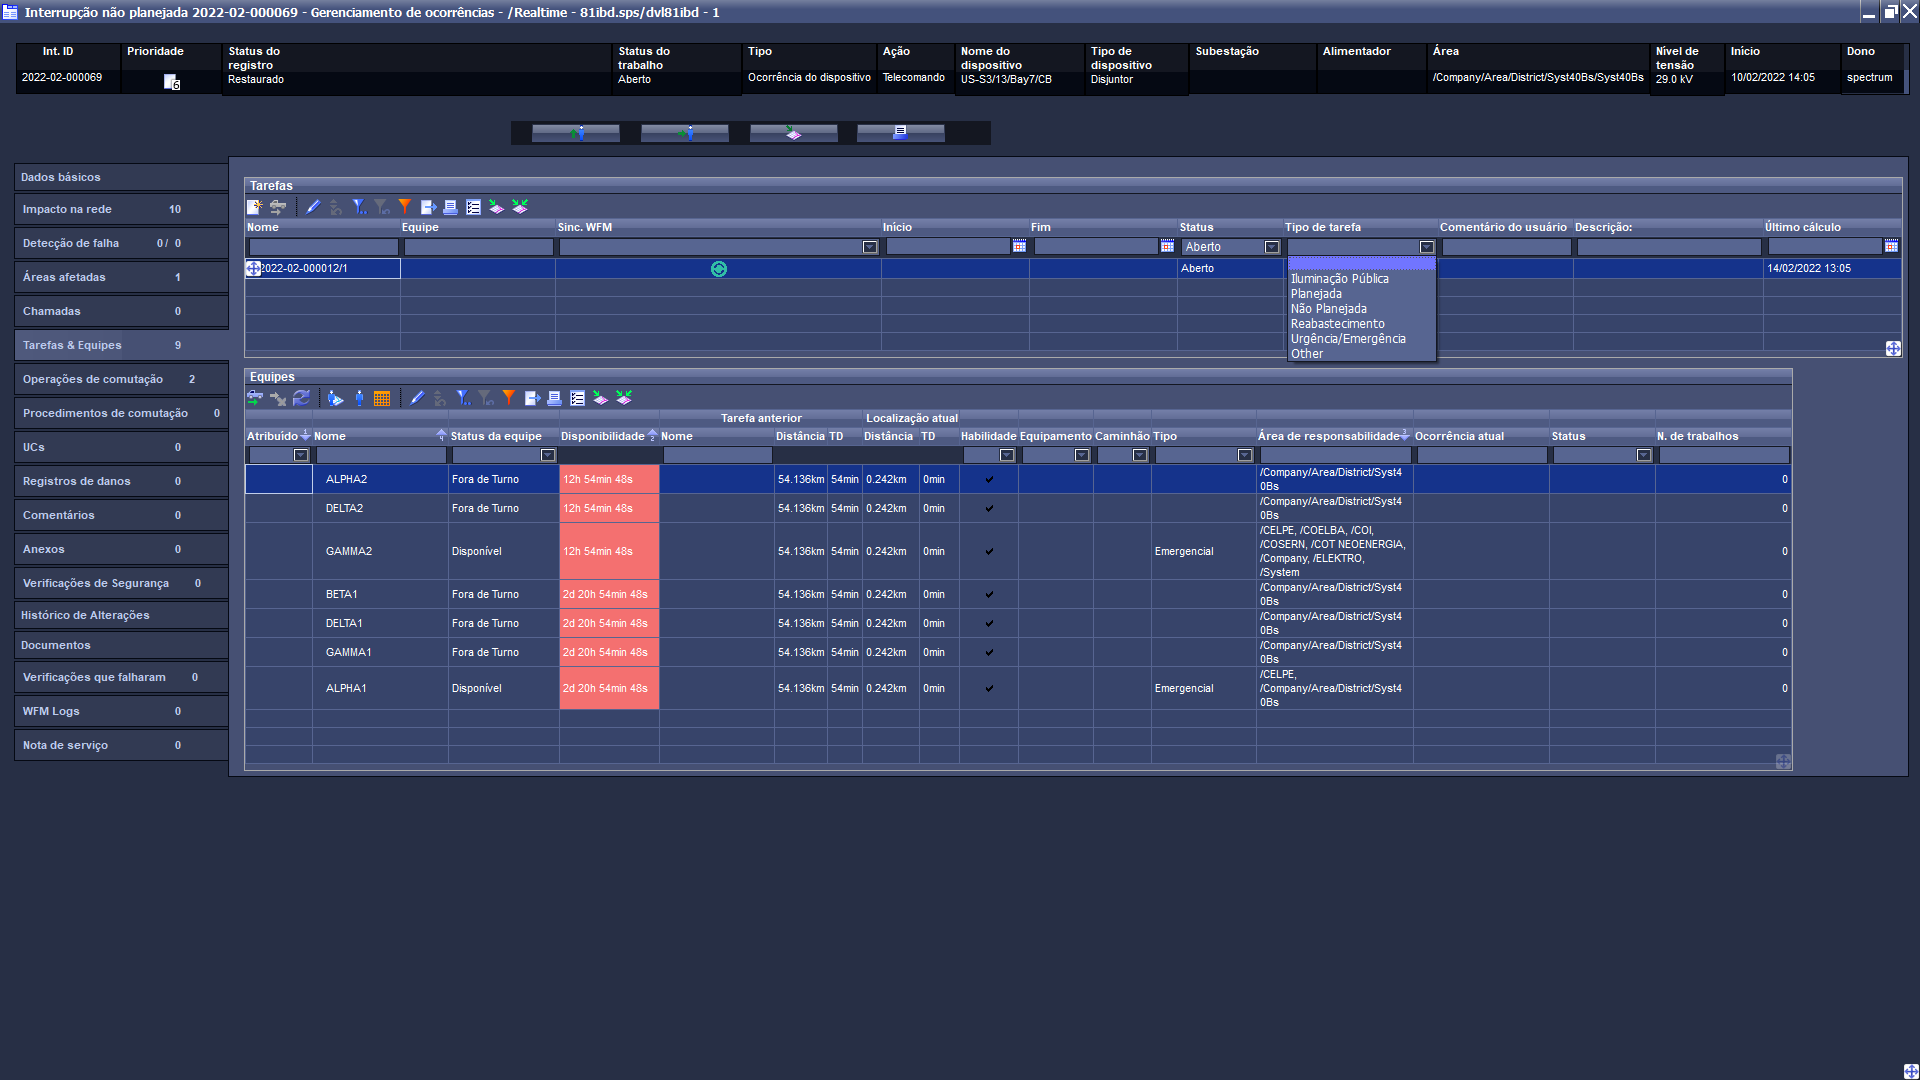 Interrupção não planejada 2022-02-000069 - Gerenciamento de ocorrências - /Realtime - 81ibd.sps/dvl81ibd - 1
Int. ID Prioridade Status do registro Status do trabalho Tipo Ação Nome do dispositivo Tipo de dispositivo Subestação Alimentador Área Nível de tensão Início Dono
2022-02-000069 6 Restaurado Aberto Ocorrência do dispositivo Telecomando US-S3/13/Bay7/CB Disjuntor /Company/Area/District/Syst40Bs/Syst40Bs 29.0 kV 10/02/2022 14:05 spectrum
Dados básicos
Impacto na rede 10
Detecção de falha 0 / 0
Áreas afetadas 1
Chamadas 0
Tarefas & Equipes 9
Operações de comutação 2
Procedimentos de comutação 0
UCs 0
Registros de danos 0
Comentários 0
Anexos 0
Verificações de Segurança 0
Histórico de Alterações
Documentos
Verificações que falharam 0
WFM Logs 0
Nota de serviço 0
Tarefas
Nome Equipe Sinc. WFM Início Fim Status Tipo de tarefa Comentário do usuário Descrição: Último cálculo
Aberto
2022-02-000012/1 Aberto 14/02/2022 13:05
Iluminação Pública
Planejada
Não Planejada
Reabastecimento
Urgência/Emergência
Other
Equipes
Tarefa anterior Localização atual
Atribuído 1 Nome 4 Status da equipe Disponibilidade 2 Nome Distância TD Distância TD Habilidade Equipamento Caminhão Tipo Área de responsabilidade 3 Ocorrência atual Status N. de trabalhos
ALPHA2 Fora de Turno 12h 54min 48s 54.136km 54min 0.242km 0min /Company/Area/District/Syst4 0
0Bs
DELTA2 Fora de Turno 12h 54min 48s 54.136km 54min 0.242km 0min /Company/Area/District/Syst4 0
0Bs
GAMMA2 Disponível 12h 54min 48s 54.136km 54min 0.242km 0min Emergencial /CELPE, /COELBA, /COI, 0
/COSERN, /COT NEOENERGIA,
/Company, /ELEKTRO,
/System
BETA1 Fora de Turno 2d 20h 54min 48s 54.136km 54min 0.242km 0min /Company/Area/District/Syst4 0
0Bs
DELTA1 Fora de Turno 2d 20h 54min 48s 54.136km 54min 0.242km 0min /Company/Area/District/Syst4 0
0Bs
GAMMA1 Fora de Turno 2d 20h 54min 48s 54.136km 54min 0.242km 0min /Company/Area/District/Syst4 0
0Bs
ALPHA1 Disponível 2d 20h 54min 48s 54.136km 54min 0.242km 0min Emergencial /CELPE, 0
/Company/Area/District/Syst4
0Bs